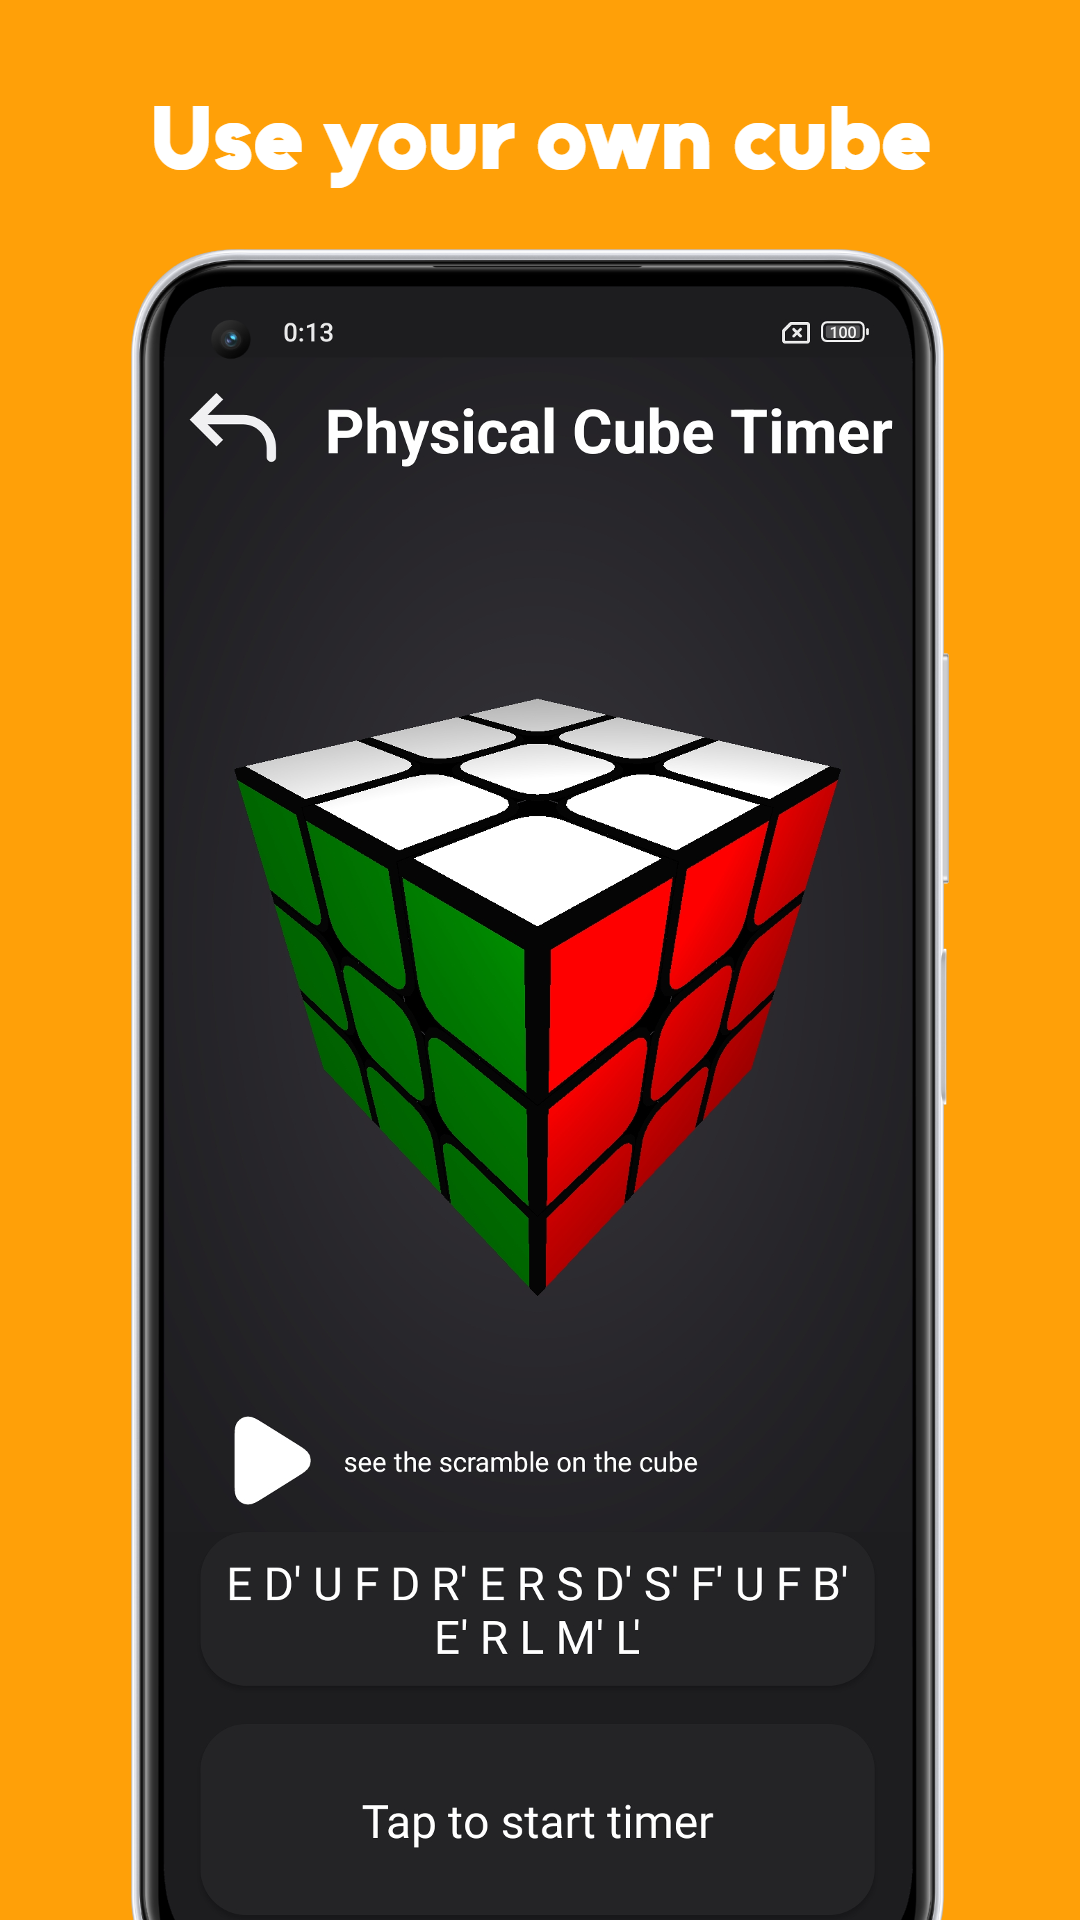 Use your own cube
0:13
100
Physical Cube Timer
see the scramble on the cube
E D' U F D R' E R S D' S' F' U F B'
E' R L M' L'
Tap to start timer